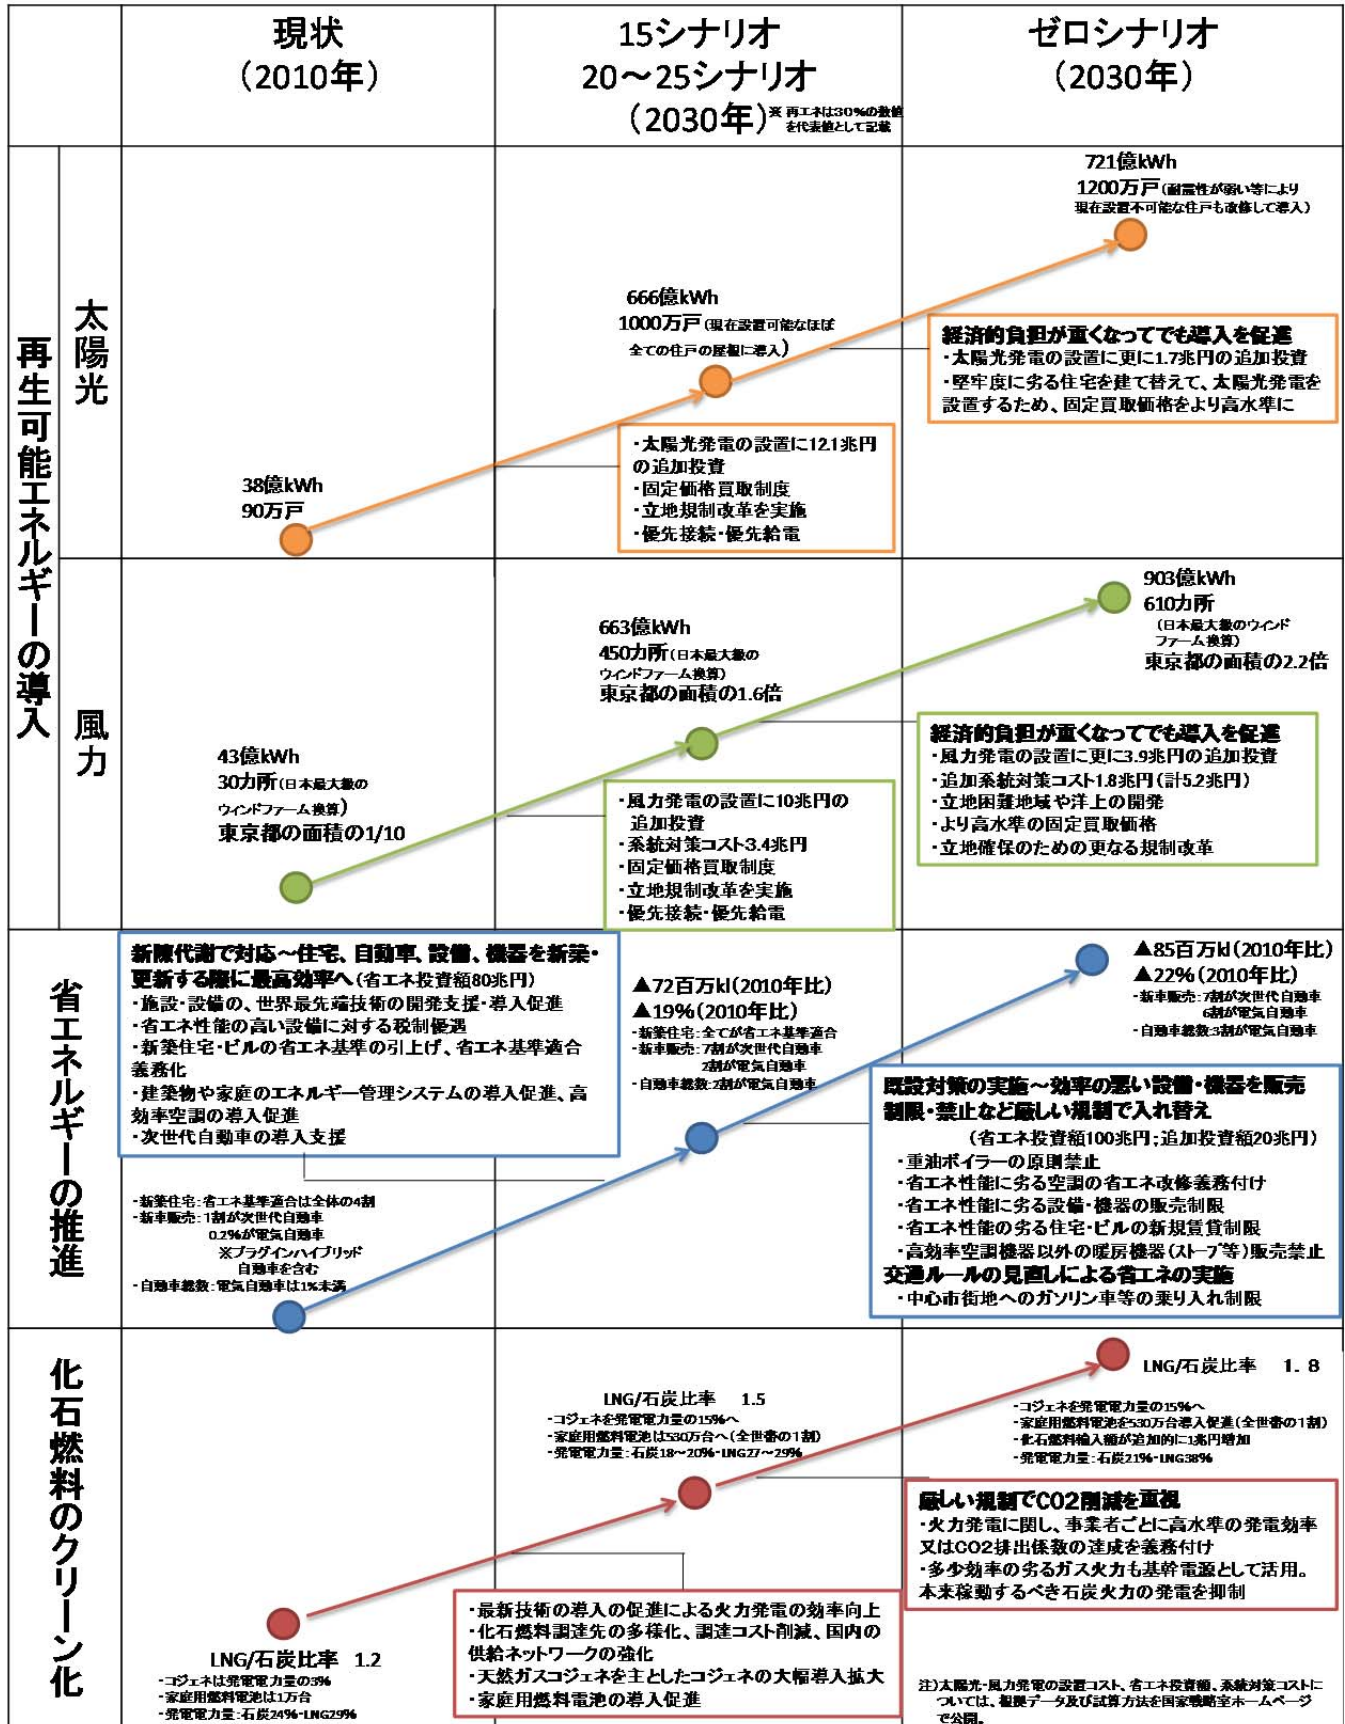 現状
（2010年）
15シナリオ
20～25シナリオ
（2030年）
※ 再エネは30%の数値
を代表値として記載
ゼロシナリオ
（2030年）
再生可能エネルギーの導入
太陽光
38億kWh
90万戸
666億kWh
1000万戸（現在設置可能なほぼ
全ての住戸の屋根に導入）
・太陽光発電の設置に12.1兆円
の追加投資
・固定価格買取制度
・立地規制改革を実施
・優先接続・優先給電
721億kWh
1200万戸（耐震性が弱い等により
現在設置不可能な住戸も改修して導入）
経済的負担が重くなってでも導入を促進
・太陽光発電の設置に更に1.7兆円の追加投資
・堅牢度に劣る住宅を建て替えて、太陽光発電を
設置するため、固定買取価格をより高水準に
風力
43億kWh
30カ所（日本最大級の
ウィンドファーム換算）
東京都の面積の1/10
663億kWh
450カ所（日本最大級の
ウィンドファーム換算）
東京都の面積の1.6倍
・風力発電の設置に10兆円の
追加投資
・系統対策コスト3.4兆円
・固定価格買取制度
・立地規制改革を実施
・優先接続・優先給電
903億kWh
610カ所
（日本最大級のウィンド
ファーム換算）
東京都の面積の2.2倍
経済的負担が重くなってでも導入を促進
・風力発電の設置に更に3.9兆円の追加投資
・追加系統対策コスト1.8兆円（計5.2兆円）
・立地困難地域や洋上の開発
・より高水準の固定買取価格
・立地確保のための更なる規制改革
省エネルギーの推進
新陳代謝で対応～住宅、自動車、設備、機器を新築・
更新する際に最高効率へ（省エネ投資額80兆円）
・施設・設備の、世界最先端技術の開発支援・導入促進
・省エネ性能の高い設備に対する税制優遇
・新築住宅・ビルの省エネ基準の引上げ、省エネ基準適合
義務化
・建築物や家庭のエネルギー管理システムの導入促進、高
効率空調の導入促進
・次世代自動車の導入支援
・新築住宅：省エネ基準適合は全体の4割
・新車販売：1割が次世代自動車
0.2%が電気自動車
※プラグインハイブリッド
自動車を含む
・自動車総数：電気自動車は1%未満
▲72百万kl（2010年比）
▲19%（2010年比）
・新築住宅：全てが省エネ基準適合
・新車販売：7割が次世代自動車
2割が電気自動車
・自動車総数：2割が電気自動車
▲85百万kl（2010年比）
▲22%（2010年比）
・新車販売：7割が次世代自動車
6割が電気自動車
・自動車総数：3割が電気自動車
既設対策の実施～効率の悪い設備・機器を販売
制限・禁止など厳しい規制で入れ替え
（省エネ投資額100兆円；追加投資額20兆円）
・重油ボイラーの原則禁止
・省エネ性能に劣る空調の省エネ改修義務付け
・省エネ性能に劣る設備・機器の販売制限
・省エネ性能の劣る住宅・ビルの新規賃貸制限
・高効率空調機器以外の暖房機器（ストーブ等）販売禁止
交通ルールの見直しによる省エネの実施
・中心市街地へのガソリン車等の乗り入れ制限
化石燃料のクリーン化
LNG/石炭比率　1.2
・コジェネは発電電力量の3%
・家庭用燃料電池は1万台
・発電電力量：石炭24%・LNG29%
LNG/石炭比率　1.5
・コジェネを発電電力量の15%へ
・家庭用燃料電池は530万台へ（全世帯の1割）
・発電電力量：石炭18～20%・LNG27～29%
・最新技術の導入の促進による火力発電の効率向上
・化石燃料調達先の多様化、調達コスト削減、国内の
供給ネットワークの強化
・天然ガスコジェネを主としたコジェネの大幅導入拡大
・家庭用燃料電池の導入促進
LNG/石炭比率　1.8
・コジェネを発電電力量の15%へ
・家庭用燃料電池を530万台導入促進（全世帯の1割）
・化石燃料輸入額が追加的に1兆円増加
・発電電力量：石炭21%・LNG38%
厳しい規制でCO2削減を重視
・火力発電に関し、事業者ごとに高水準の発電効率
又はCO2排出係数の達成を義務付け
・多少効率の劣るガス火力も基幹電源として活用。
本来稼動するべき石炭火力の発電を抑制
注）太陽光・風力発電の設置コスト、省エネ投資額、系統対策コストに
ついては、根拠データ及び試算方法を国家戦略室ホームページ
で公開。